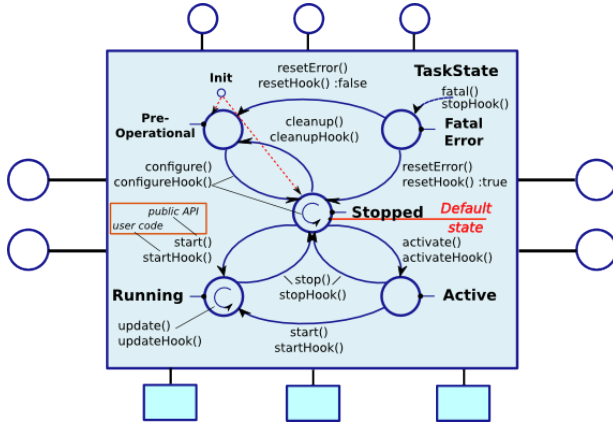 resetError()
resetHook() :false
TaskState
Init
fatal()
stopHook()
Pre-
Operational
cleanup()
cleanupHook()
Fatal
Error
configure()
configureHook()
resetError()
resetHook() :true
public API
user code
Stopped
Default
state
start()
startHook()
activate()
activateHook()
stop()
stopHook()
Running
Active
update()
updateHook()
start()
startHook()